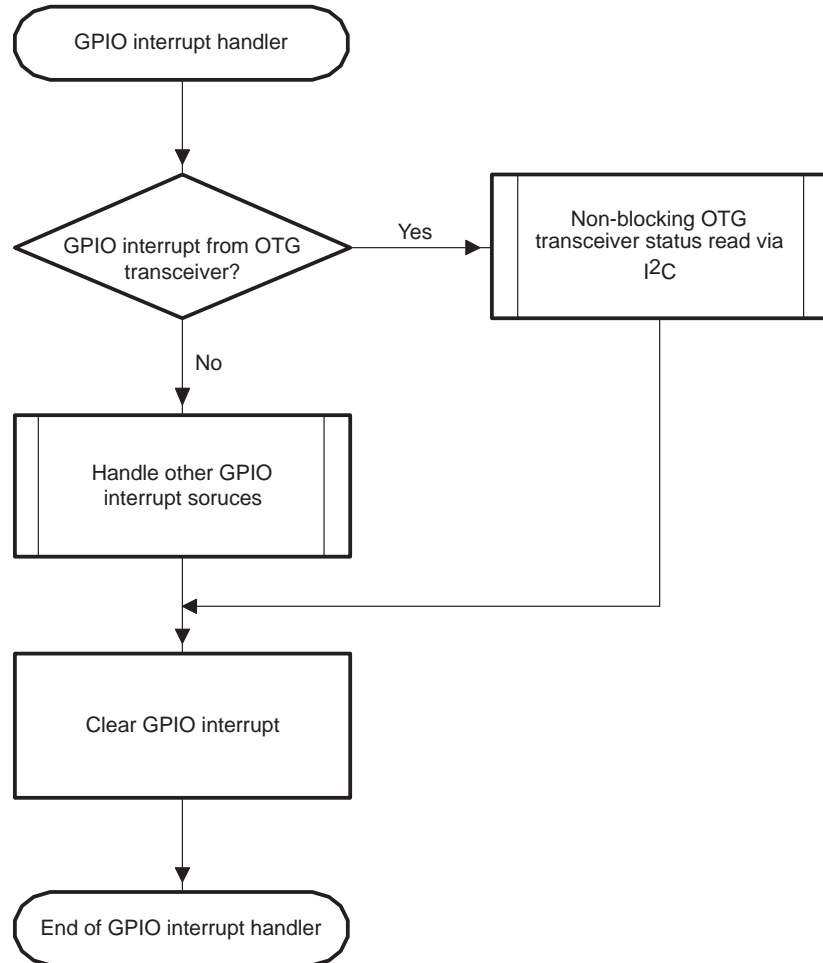 GPIO interrupt handler
GPIO interrupt from OTG
transceiver?
Yes
Non-blocking OTG
transceiver status read via
I²C
No
Handle other GPIO
interrupt soruces
Clear GPIO interrupt
End of GPIO interrupt handler